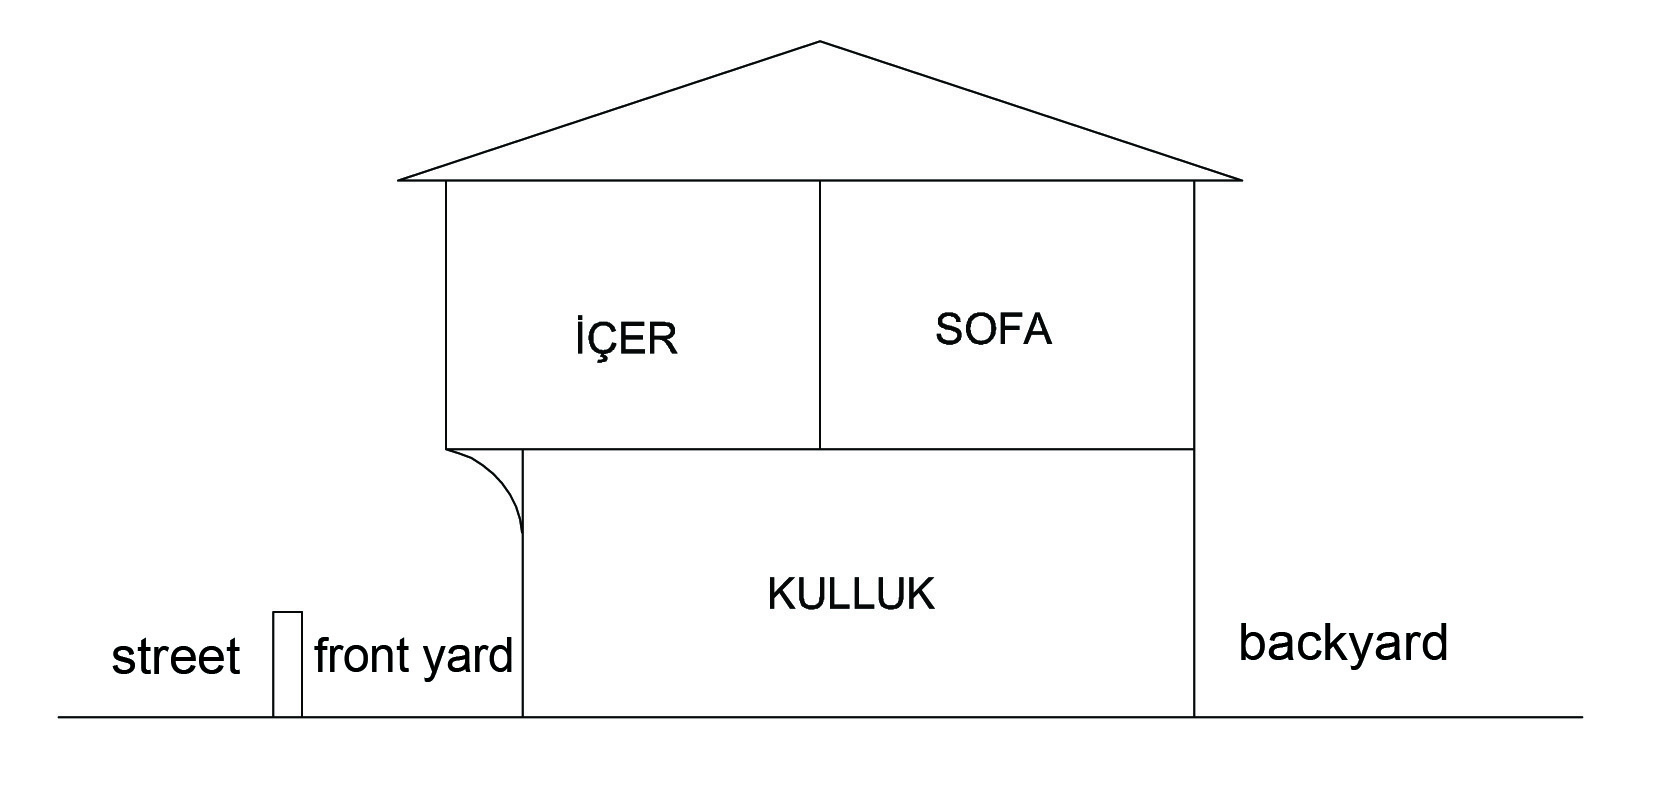 İÇER
SOFA
KULLUK
street
front yard
backyard